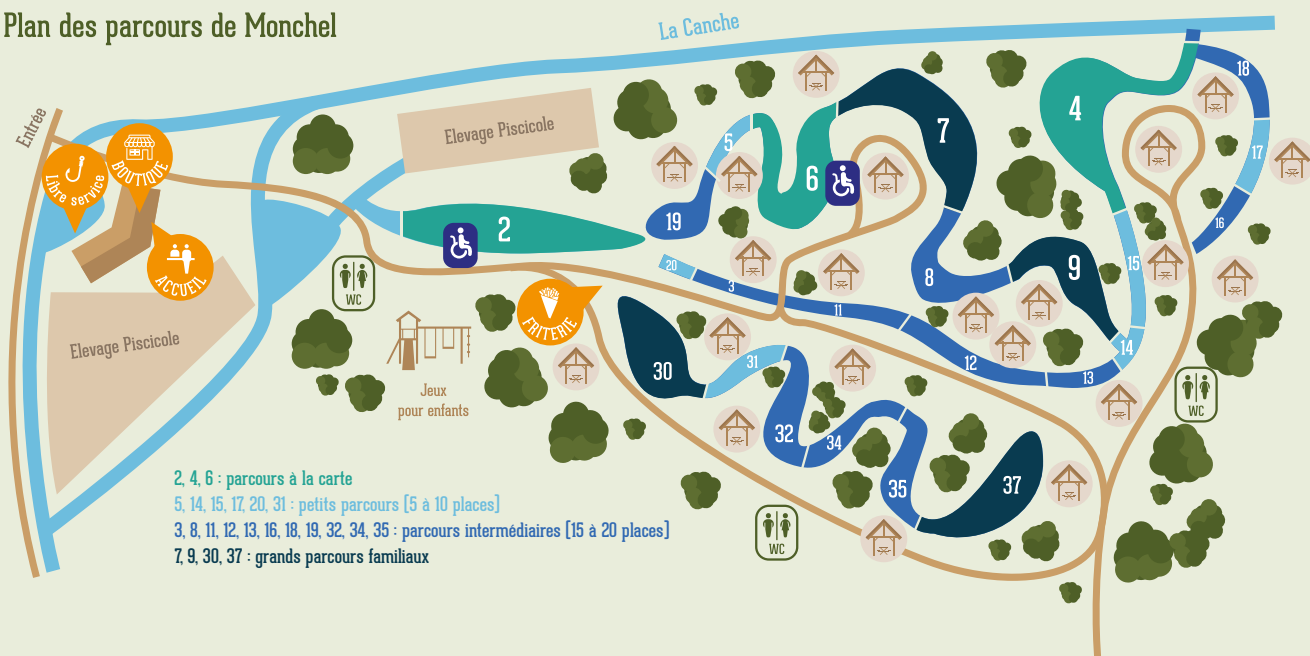 Plan des parcours de Monchel
La Canche
Entrée
Libre service
BOUTIQUE
ACCUEIL
Elevage Piscicole
Elevage Piscicole
WC
Jeux
pour enfants
FRITERIE
2
5
19
6
7
4
18
17
16
20
3
11
8
9
15
14
12
13
30
31
32
34
35
37
WC
WC
2, 4, 6 : parcours à la carte
5, 14, 15, 17, 20, 31 : petits parcours (5 à 10 places)
3, 8, 11, 12, 13, 16, 18, 19, 32, 34, 35 : parcours intermédiaires (15 à 20 places)
7, 9, 30, 37 : grands parcours familiaux